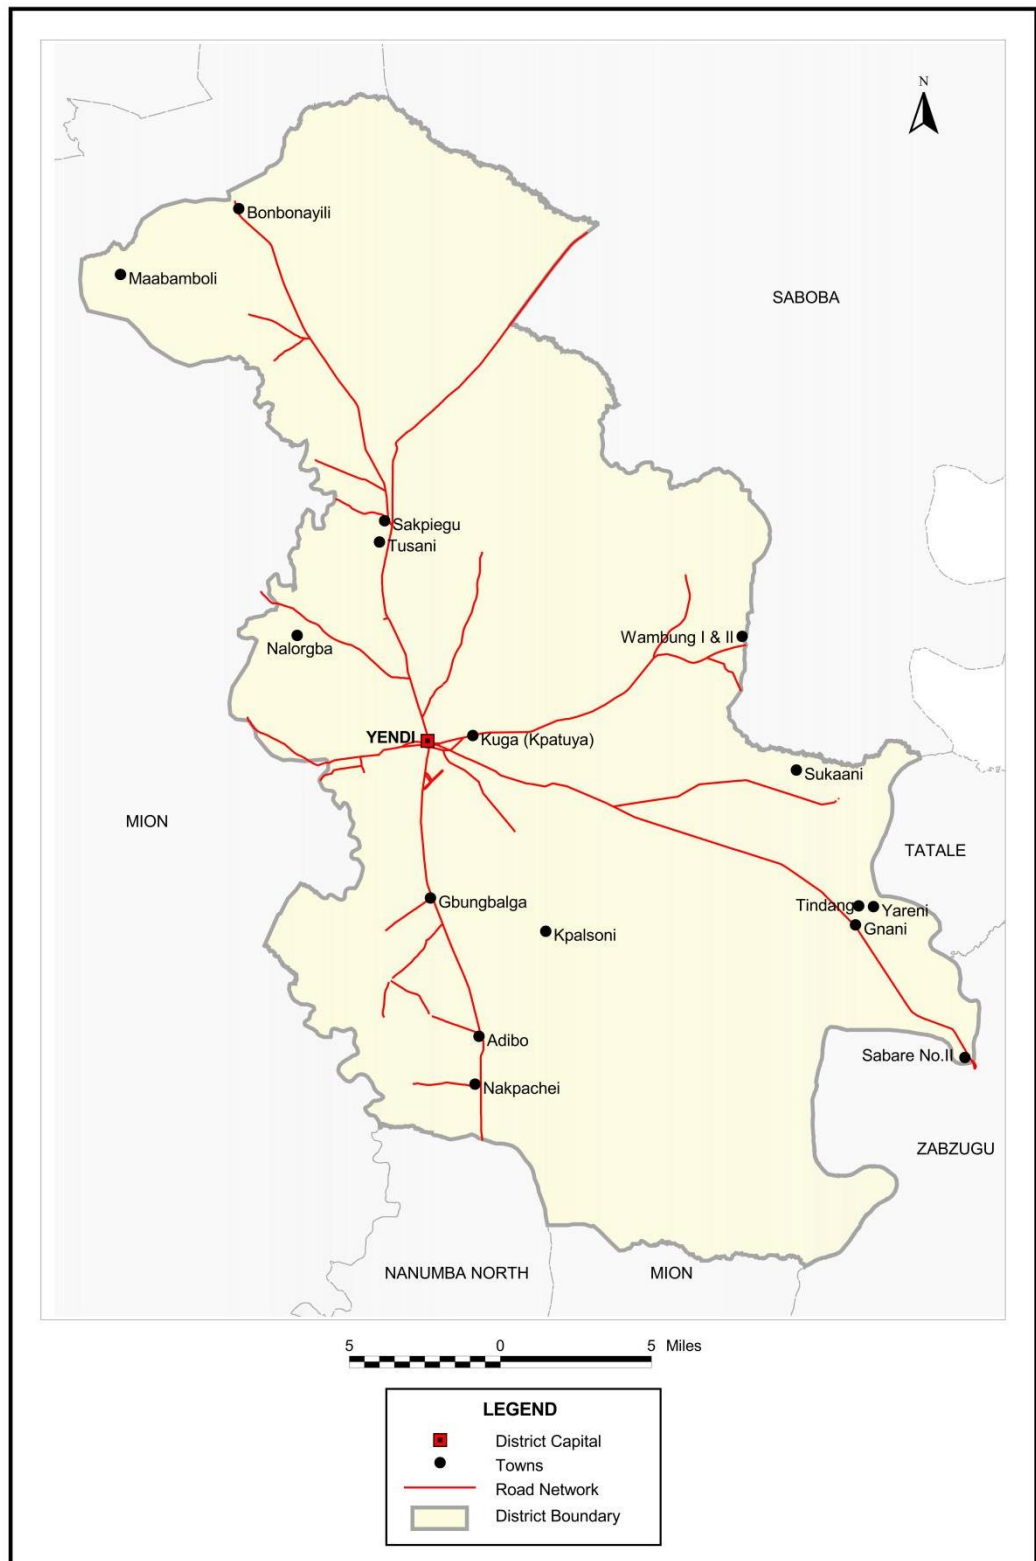 N
Bonbonayili
Maabamboli
SABOBA
Sakpiegu
Tusani
Wambung I & II
Nalorgba
YENDI
Kuga (Kpatuya)
Sukaani
MION
TATALE
Gbungbalga
Tindang
Yareni
Gnani
Kpalsoni
Adibo
Sabare No.II
Nakpachei
ZABZUGU
NANUMBA NORTH
MION
5 0 5 Miles
LEGEND
District Capital
Towns
Road Network
District Boundary